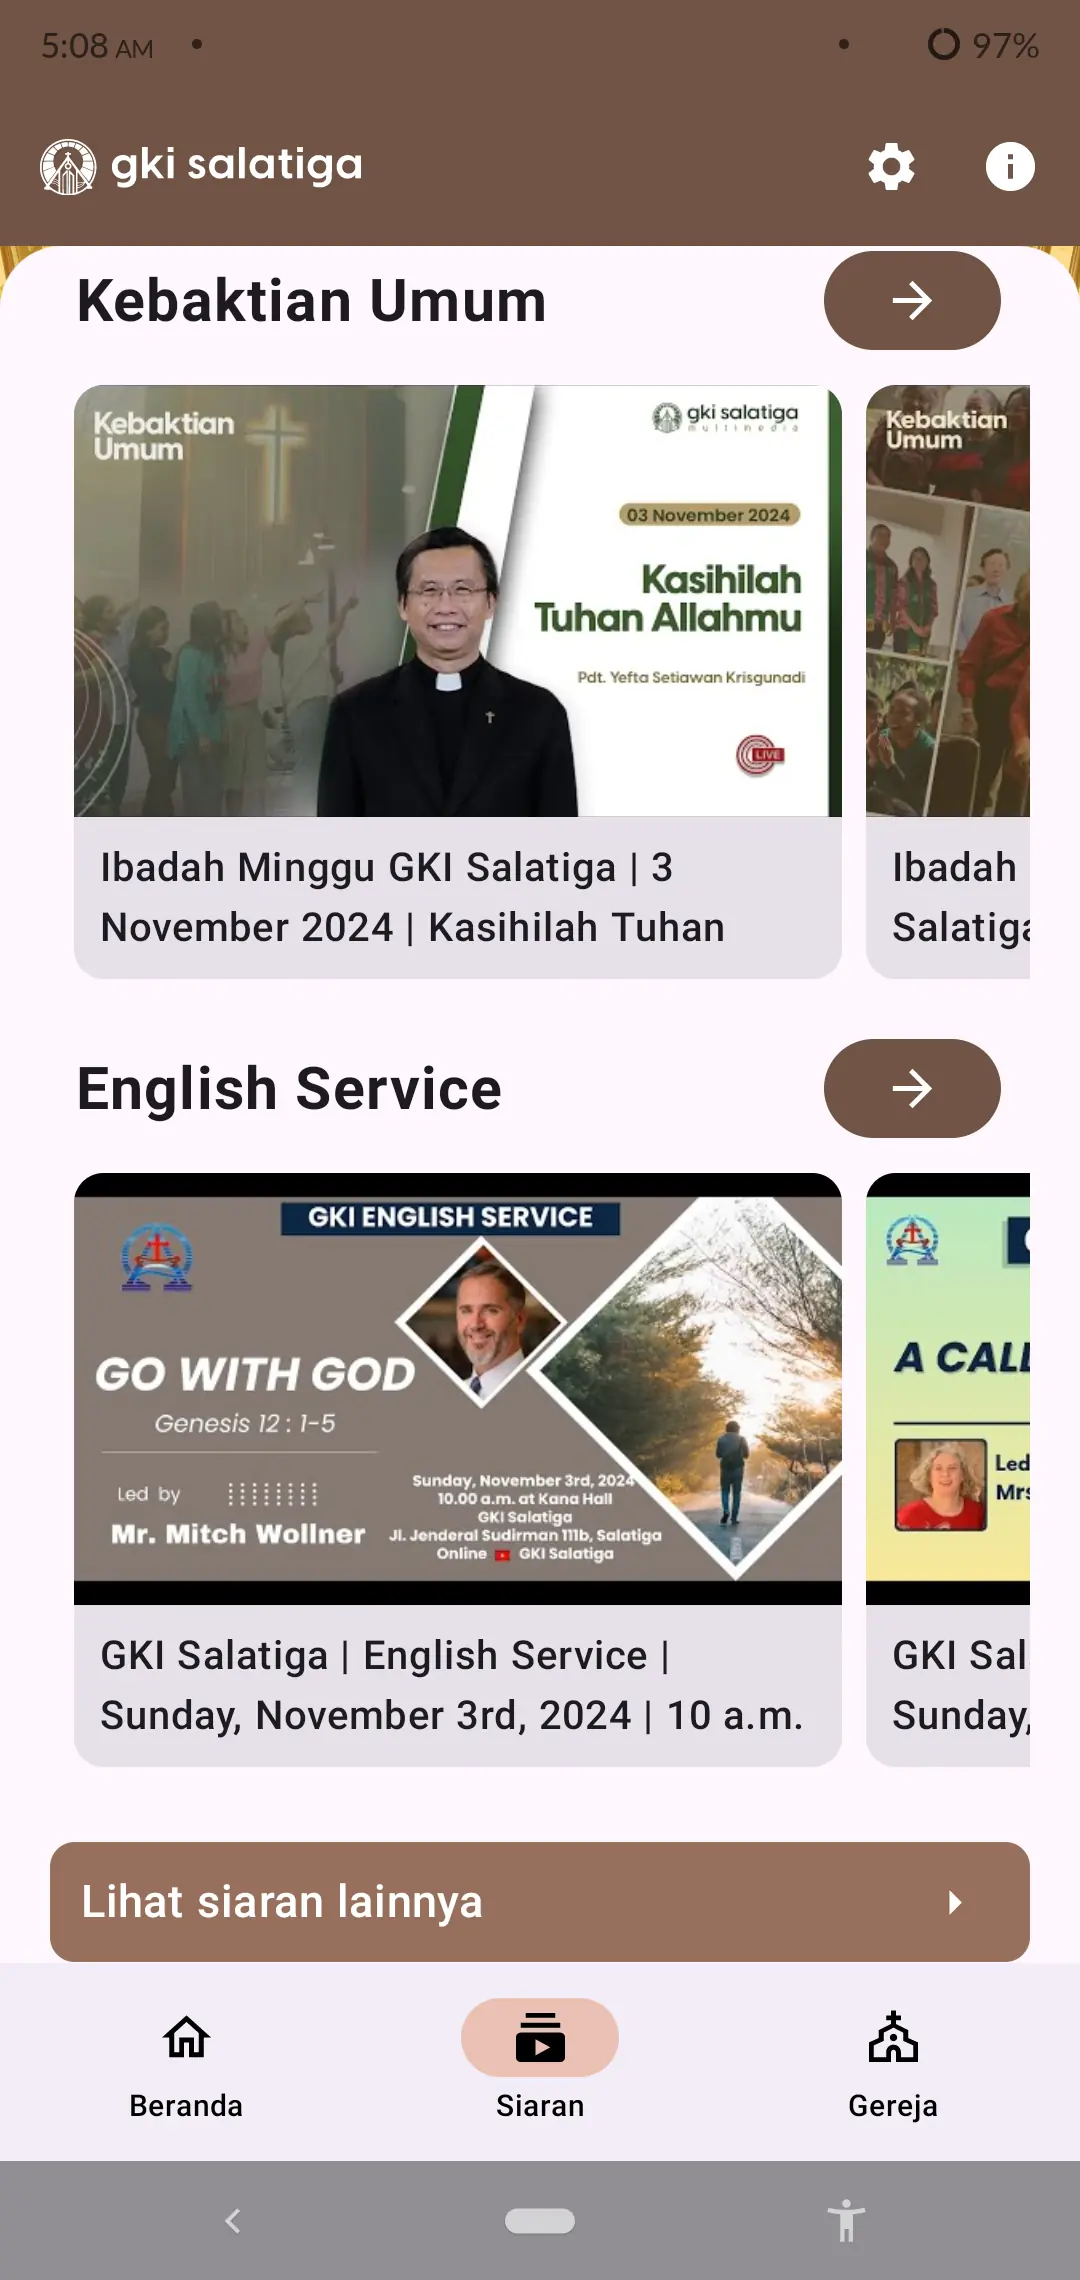 5:08 AM
97%
gki salatiga
Kebaktian Umum
Kebaktian
Umum
gki salatiga
multimedia
03 November 2024
Kasihilah
Tuhan Allahmu
Pdt. Yefta Setiawan Krisgunadi
LIVE
Ibadah Minggu GKI Salatiga | 3
November 2024 | Kasihilah Tuhan
Kebaktian
Umum
Ibadah
Salatiga
English Service
GKI ENGLISH SERVICE
GO WITH GOD
Genesis 12 : 1-5
Led by
Mr. Mitch Wollner
Sunday, November 3rd, 2024
10.00 a.m. at Kana Hall
GKI Salatiga
Jl. Jenderal Sudirman 111b, Salatiga
Online GKI Salatiga
GKI Salatiga | English Service |
Sunday, November 3rd, 2024 | 10 a.m.
A CALL
Led
Mrs
GKI Sal
Sunday,
Lihat siaran lainnya
Beranda
Siaran
Gereja